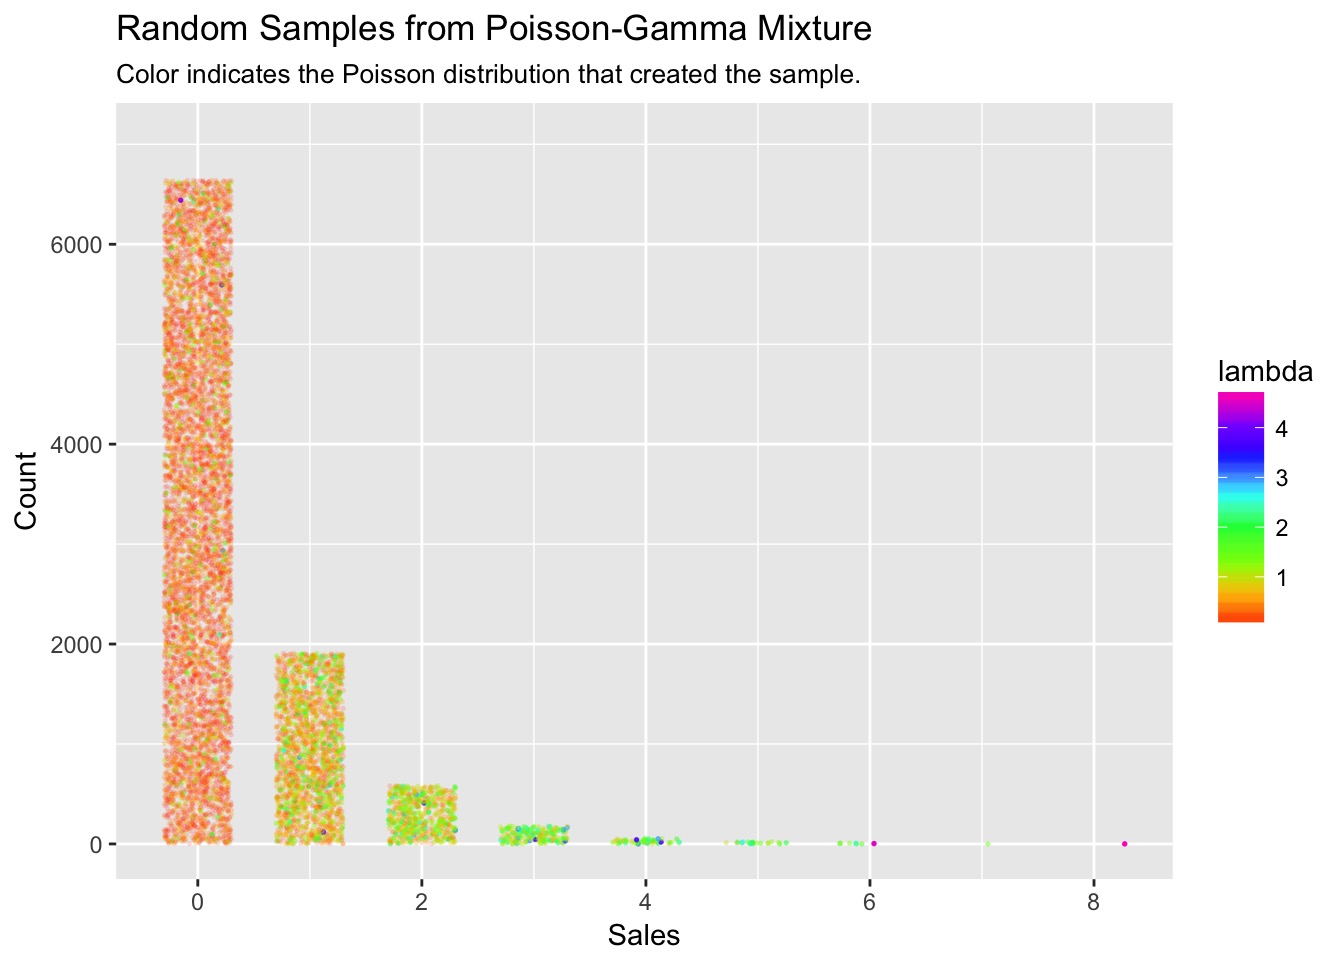 Random Samples from Poisson-Gamma Mixture
Color indicates the Poisson distribution that created the sample.
6000
4000
2000
0
Count
0 2 4 6 8
Sales
lambda
4
3
2
1